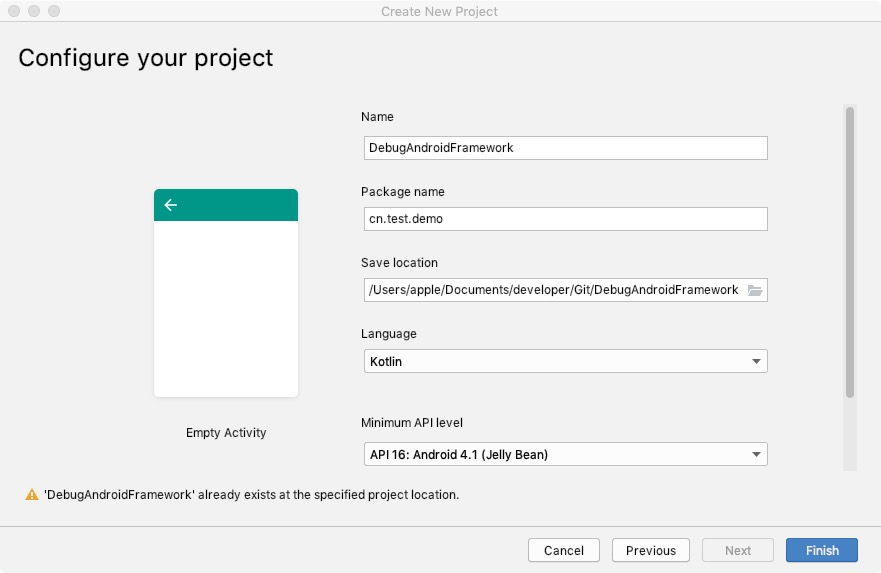 Create New Project
Configure your project
Name
DebugAndroidFramework
Package name
cn.test.demo
Save location
/Users/apple/Documents/developer/Git/DebugAndroidFramework
Language
Kotlin
Minimum API level
API 16: Android 4.1 (Jelly Bean)
Empty Activity
'DebugAndroidFramework' already exists at the specified project location.
Cancel
Previous
Next
Finish